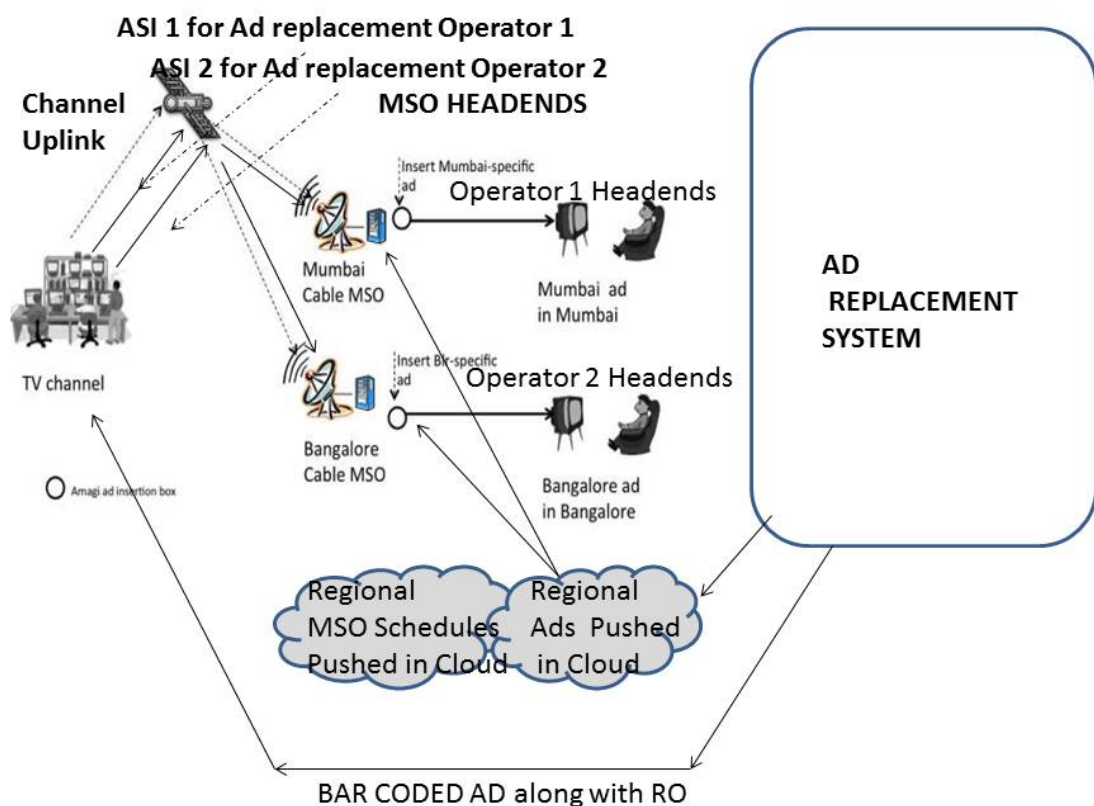 ASI 1 for Ad replacement Operator 1
ASI 2 for Ad replacement Operator 2
Channel
Uplink
MSO HEADENDS
Insert Mumbai-specific
ad
Operator 1 Headends
Mumbai
Cable MSO
Mumbai ad
in Mumbai
AD
REPLACEMENT
SYSTEM
TV channel
Insert Blr-specific
ad
Operator 2 Headends
Bangalore
Cable MSO
Bangalore ad
in Bangalore
Amagi ad insertion box
Regional
MSO Schedules
Pushed in Cloud
Regional
Ads Pushed
in Cloud
BAR CODED AD along with RO